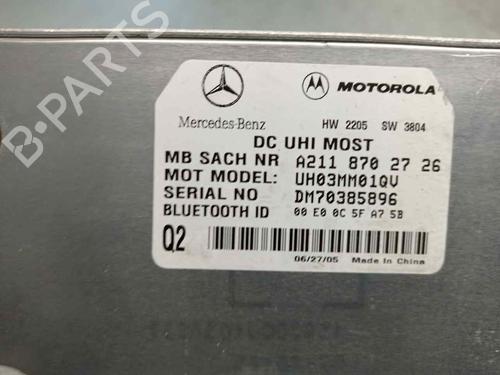 B-PARTS
MOTOROLA
Mercedes-Benz HW 2205 SW 3804
DC UHI MOST
MB SACH NR A211 870 27 26
MOT MODEL: UH03MM01QV
SERIAL NO DM70385896
BLUETOOTH ID 00 E0 0C 5F A7 5B
Q2
06/27/05 Made In China